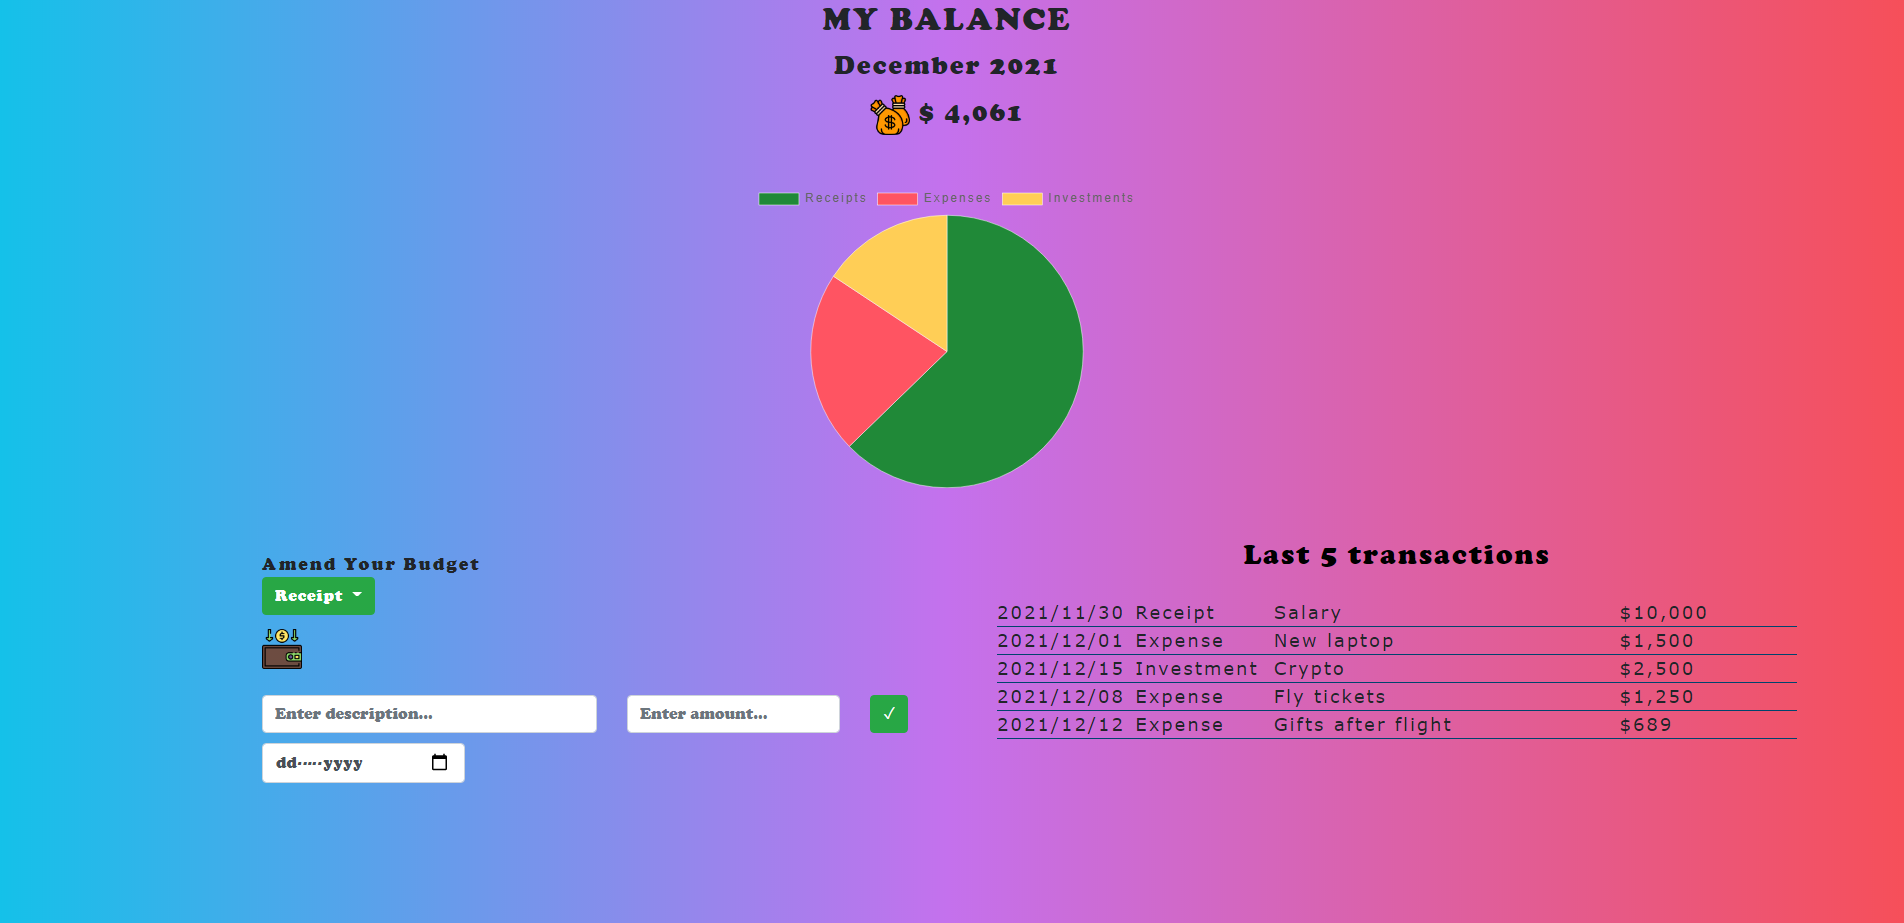 MY BALANCE
December 2021
$ 4,061
Receipts Expenses Investments
Amend Your Budget
Receipt
Enter description...
Enter amount...
✓
dd-----yyyy
Last 5 transactions
2021/11/30 Receipt Salary $10,000
2021/12/01 Expense New laptop $1,500
2021/12/15 Investment Crypto $2,500
2021/12/08 Expense Fly tickets $1,250
2021/12/12 Expense Gifts after flight $689